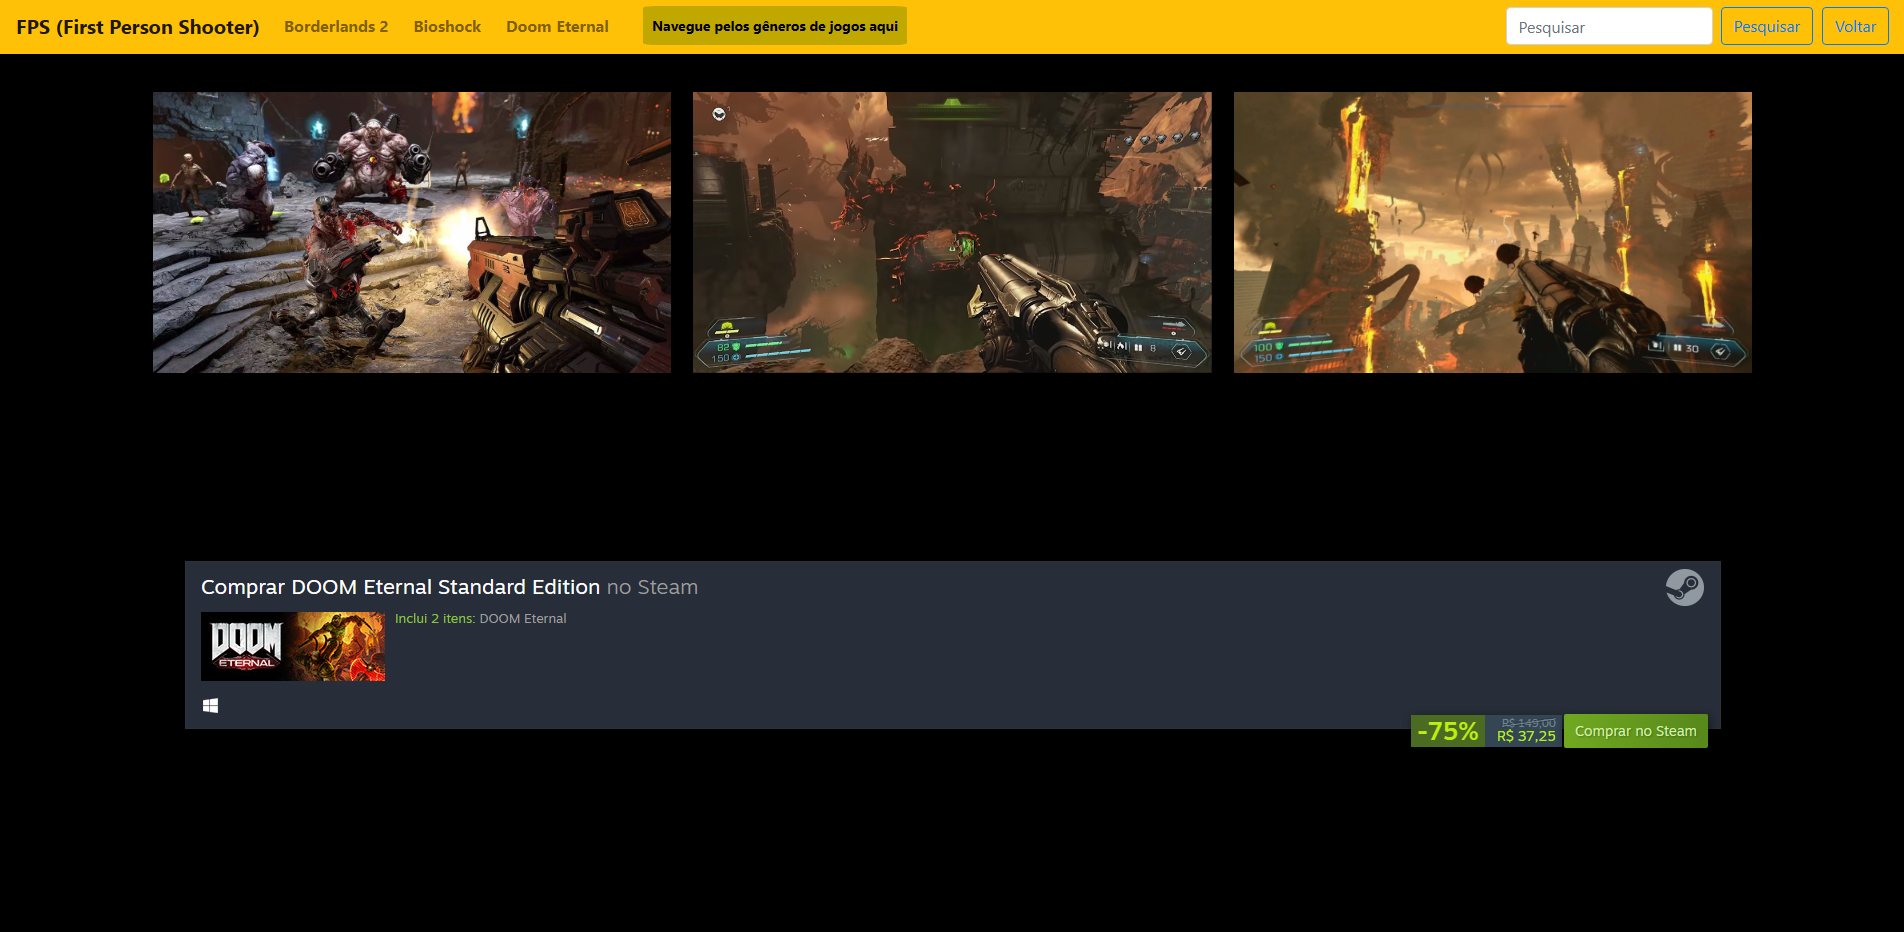 FPS (First Person Shooter) Borderlands 2 Bioshock Doom Eternal Navegue pelos gêneros de jogos aqui Pesquisar Pesquisar Voltar
82
150
8
100
150
30
Comprar DOOM Eternal Standard Edition no Steam
DOOM
ETERNAL
Inclui 2 itens: DOOM Eternal
-75%
R$ 149,00
R$ 37,25
Comprar no Steam